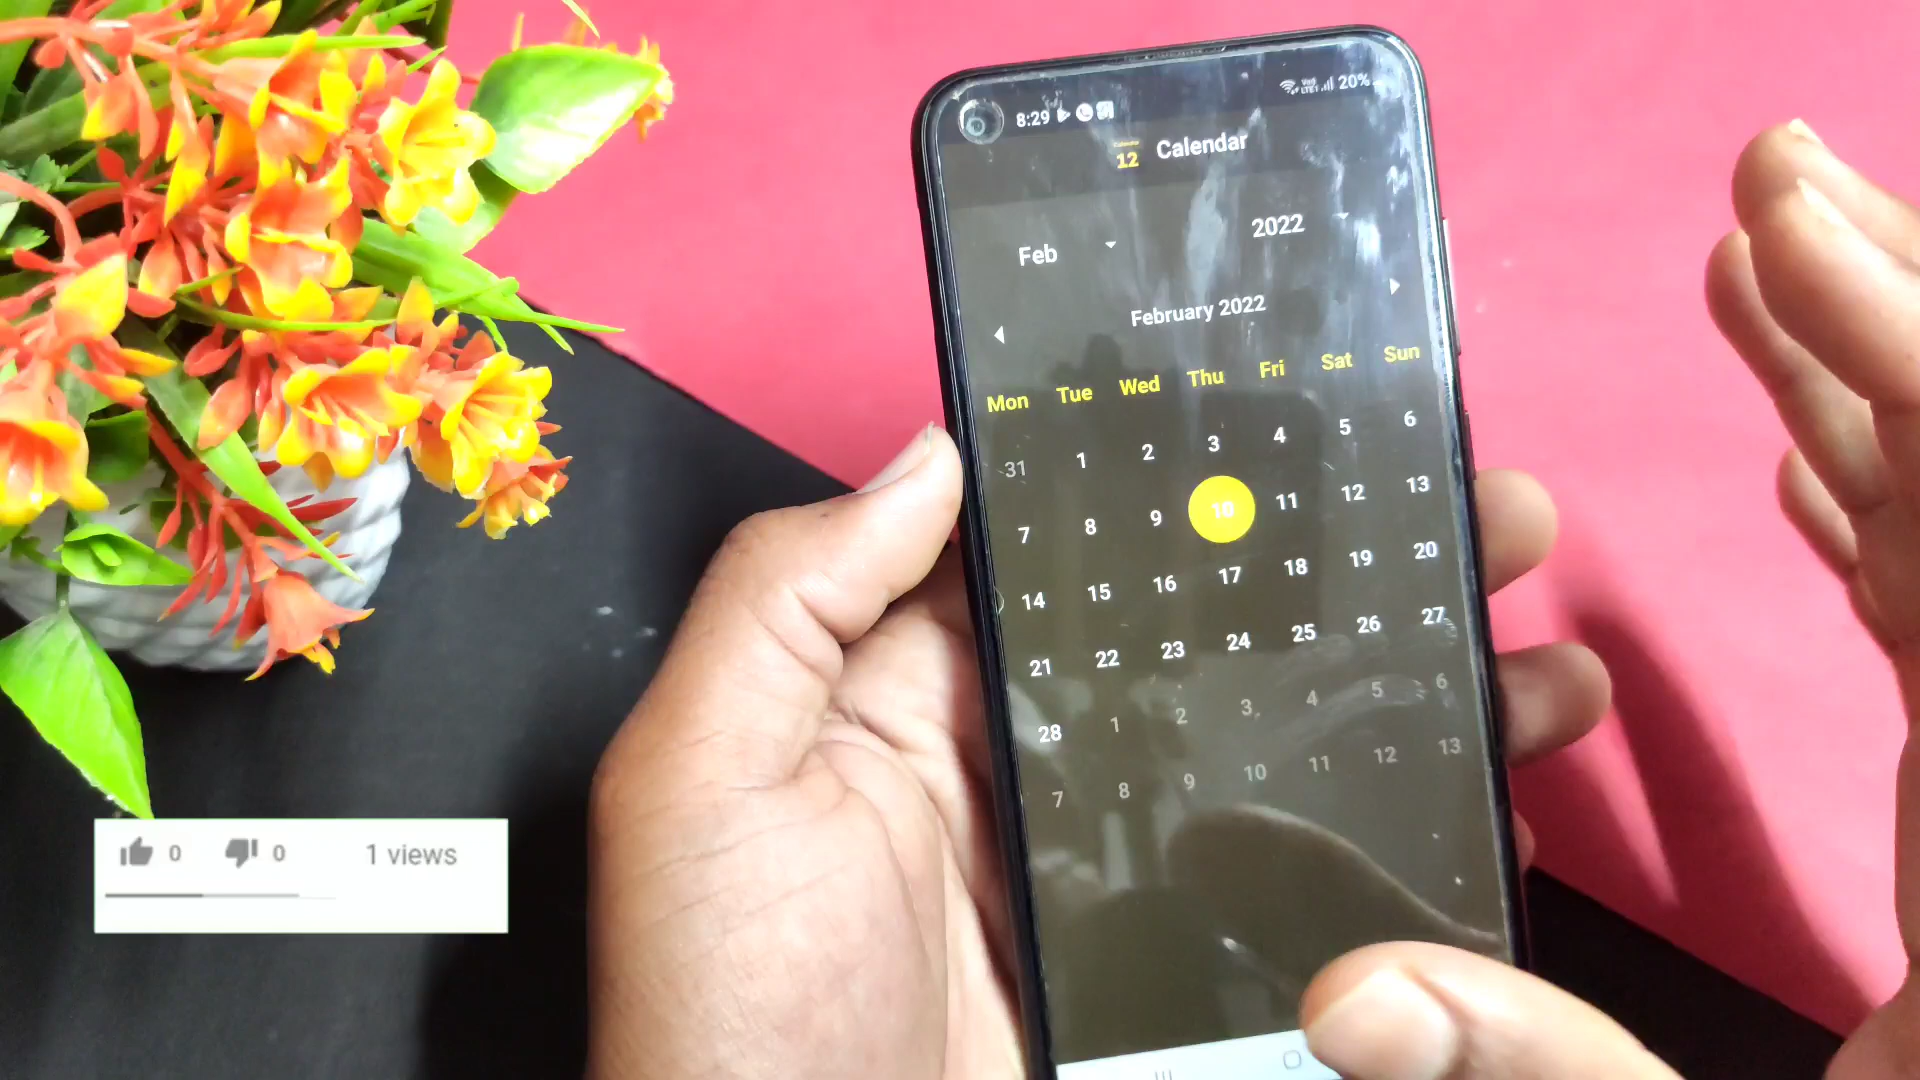 8:29
20%
12 Calendar
Feb 2022
February 2022
Mon Tue Wed Thu Fri Sat Sun
31 1 2 3 4 5 6
7 8 9 10 11 12 13
14 15 16 17 18 19 20
21 22 23 24 25 26 27
28 1 2 3 4 5 6
7 8 9 10 11 12 13
0 0 1 views